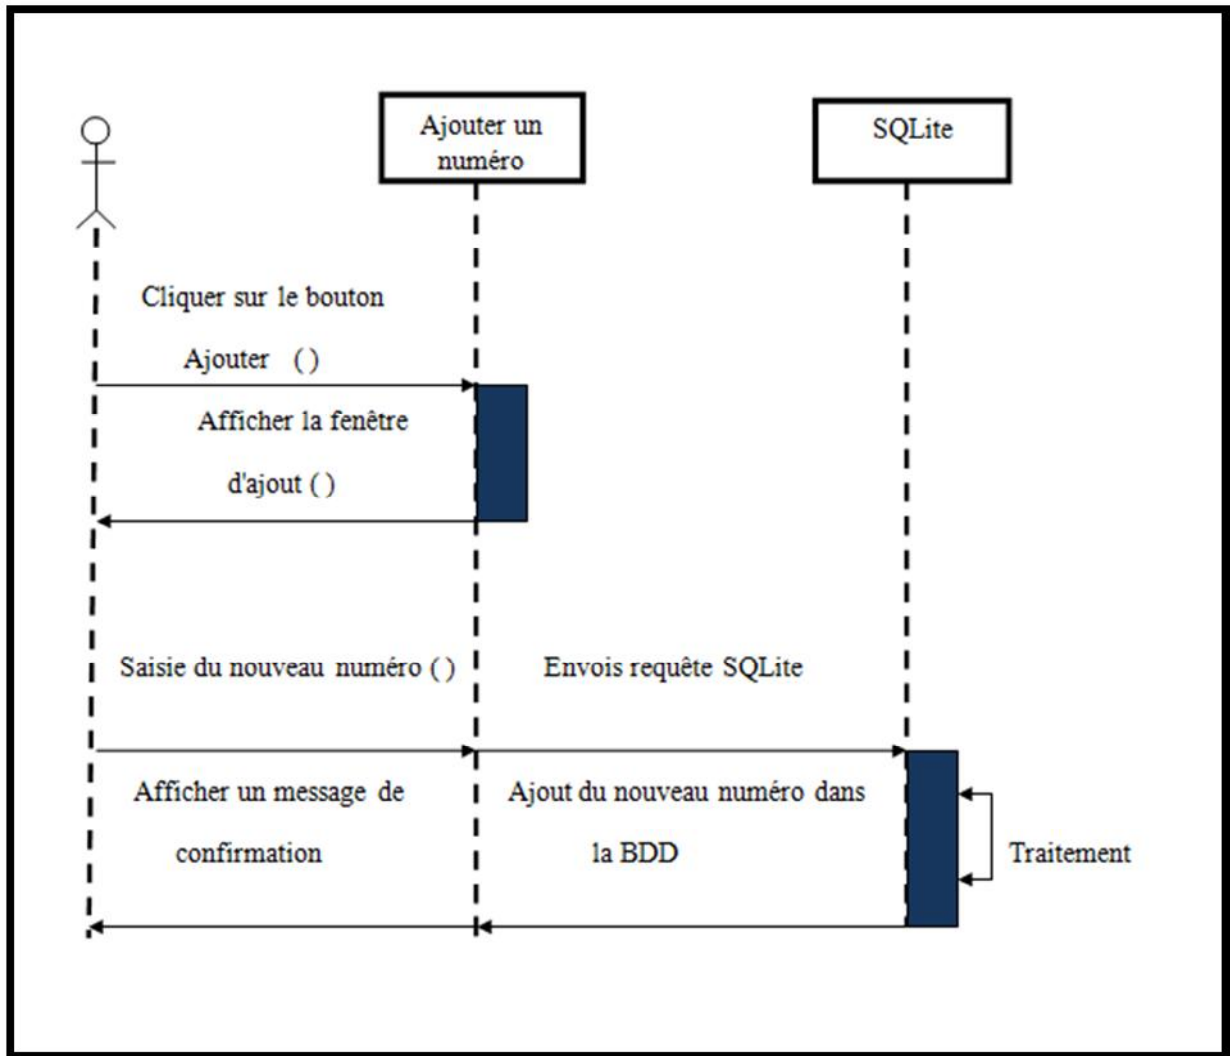 Ajouter un
numéro
SQLite
Cliquer sur le bouton
Ajouter ( )
Afficher la fenêtre
d'ajout ( )
Saisie du nouveau numéro ( )
Envois requête SQLite
Afficher un message de
confirmation
Ajout du nouveau numéro dans
la BDD
Traitement